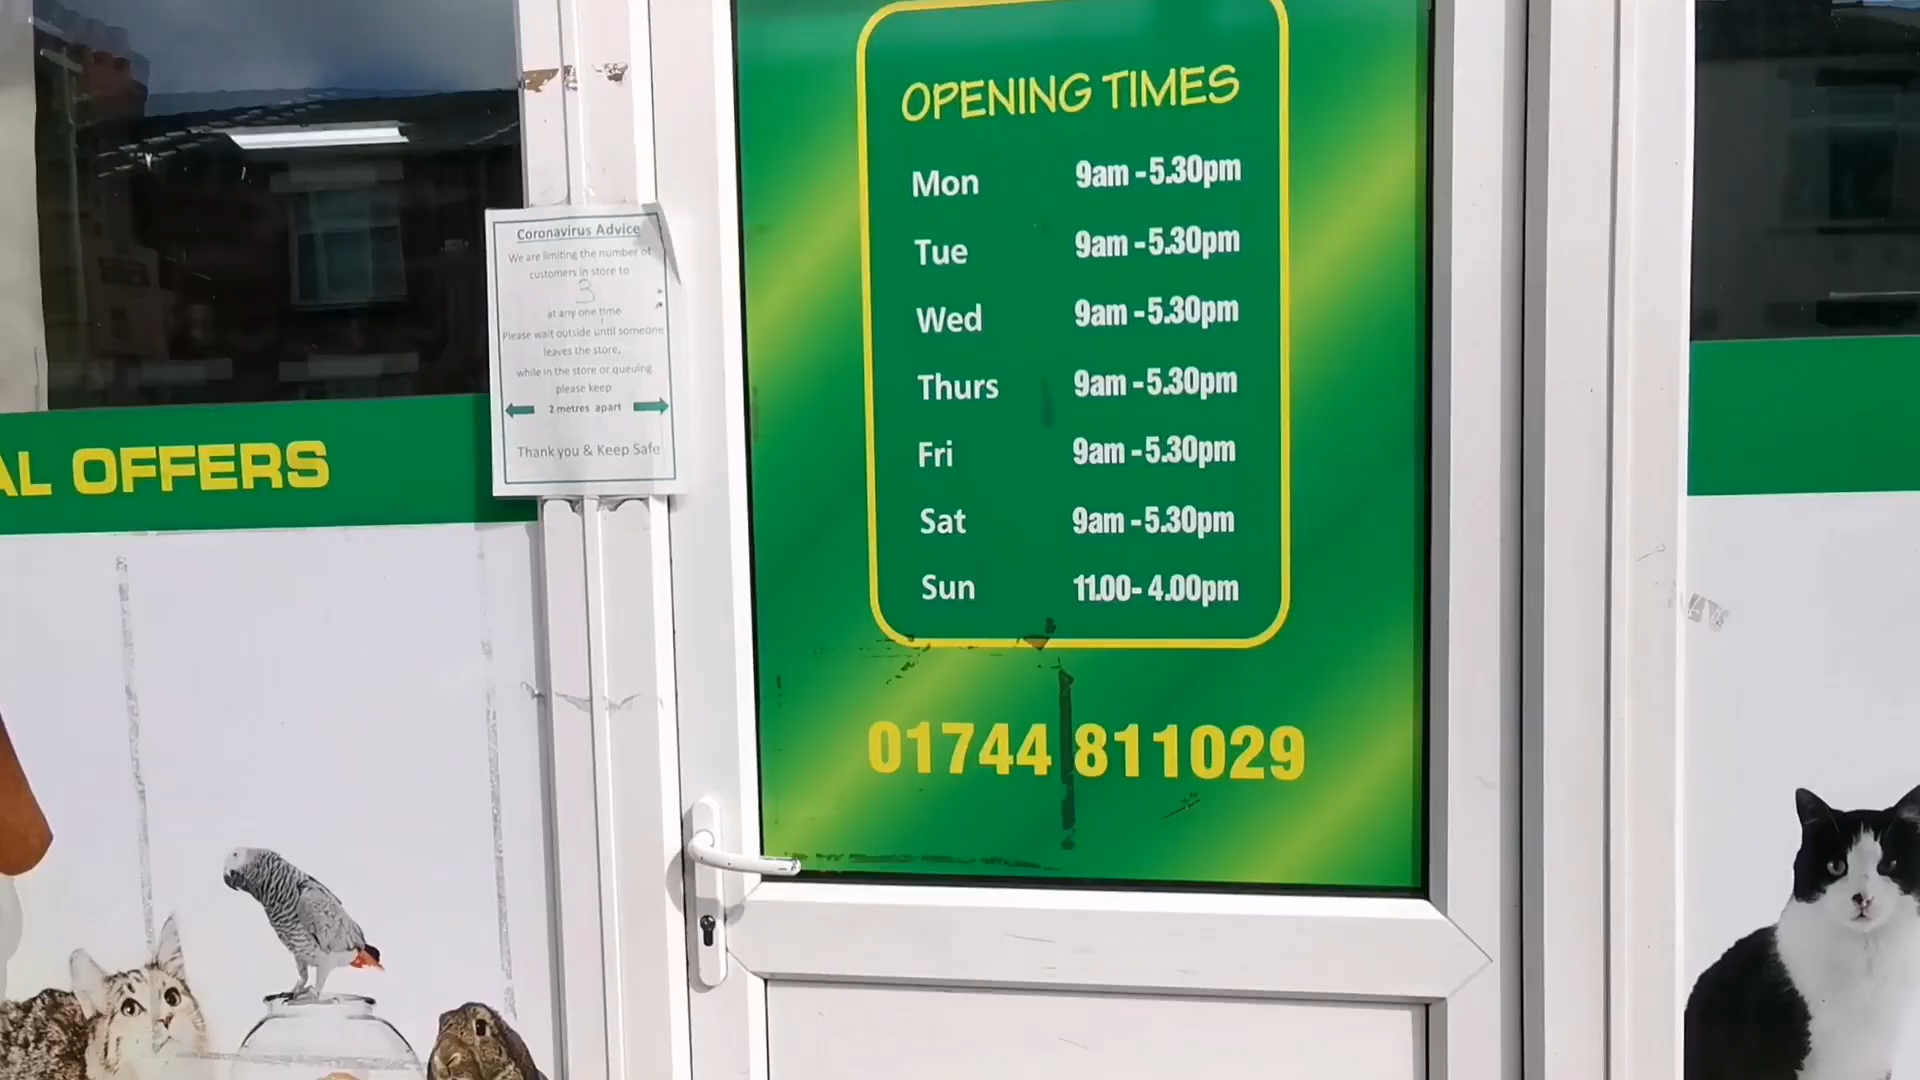 OPENING TIMES
Mon 9am - 5.30pm
Tue 9am - 5.30pm
Wed 9am - 5.30pm
Thurs 9am - 5.30pm
Fri 9am - 5.30pm
Sat 9am - 5.30pm
Sun 11.00- 4.00pm
01744 811029
Coronavirus Advice
We are limiting the number of
customers in store to
3
at any one time
Please wait outside until someone
leaves the store,
while in the store or queuing
please keep
2 metres apart
Thank you & Keep Safe
AL OFFERS